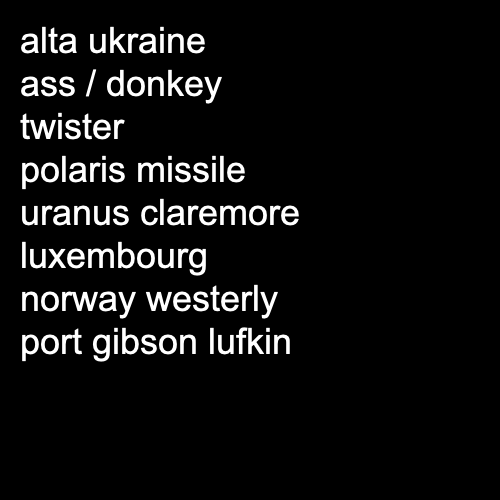 alta ukraine
ass / donkey
twister
polaris missile
uranus claremore
luxembourg
norway westerly
port gibson lufkin